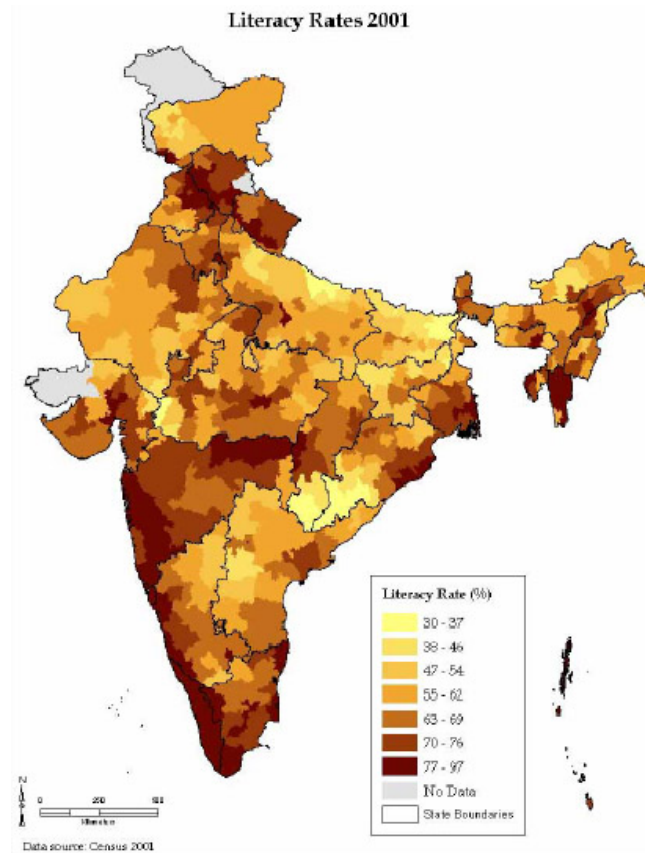 Literacy Rates 2001
Literacy Rate (%)
30 - 37
38 - 46
47 - 54
55 - 62
63 - 69
70 - 76
77 - 97
No Data
State Boundaries
N
0
Kilometers
Data source: Census 2001